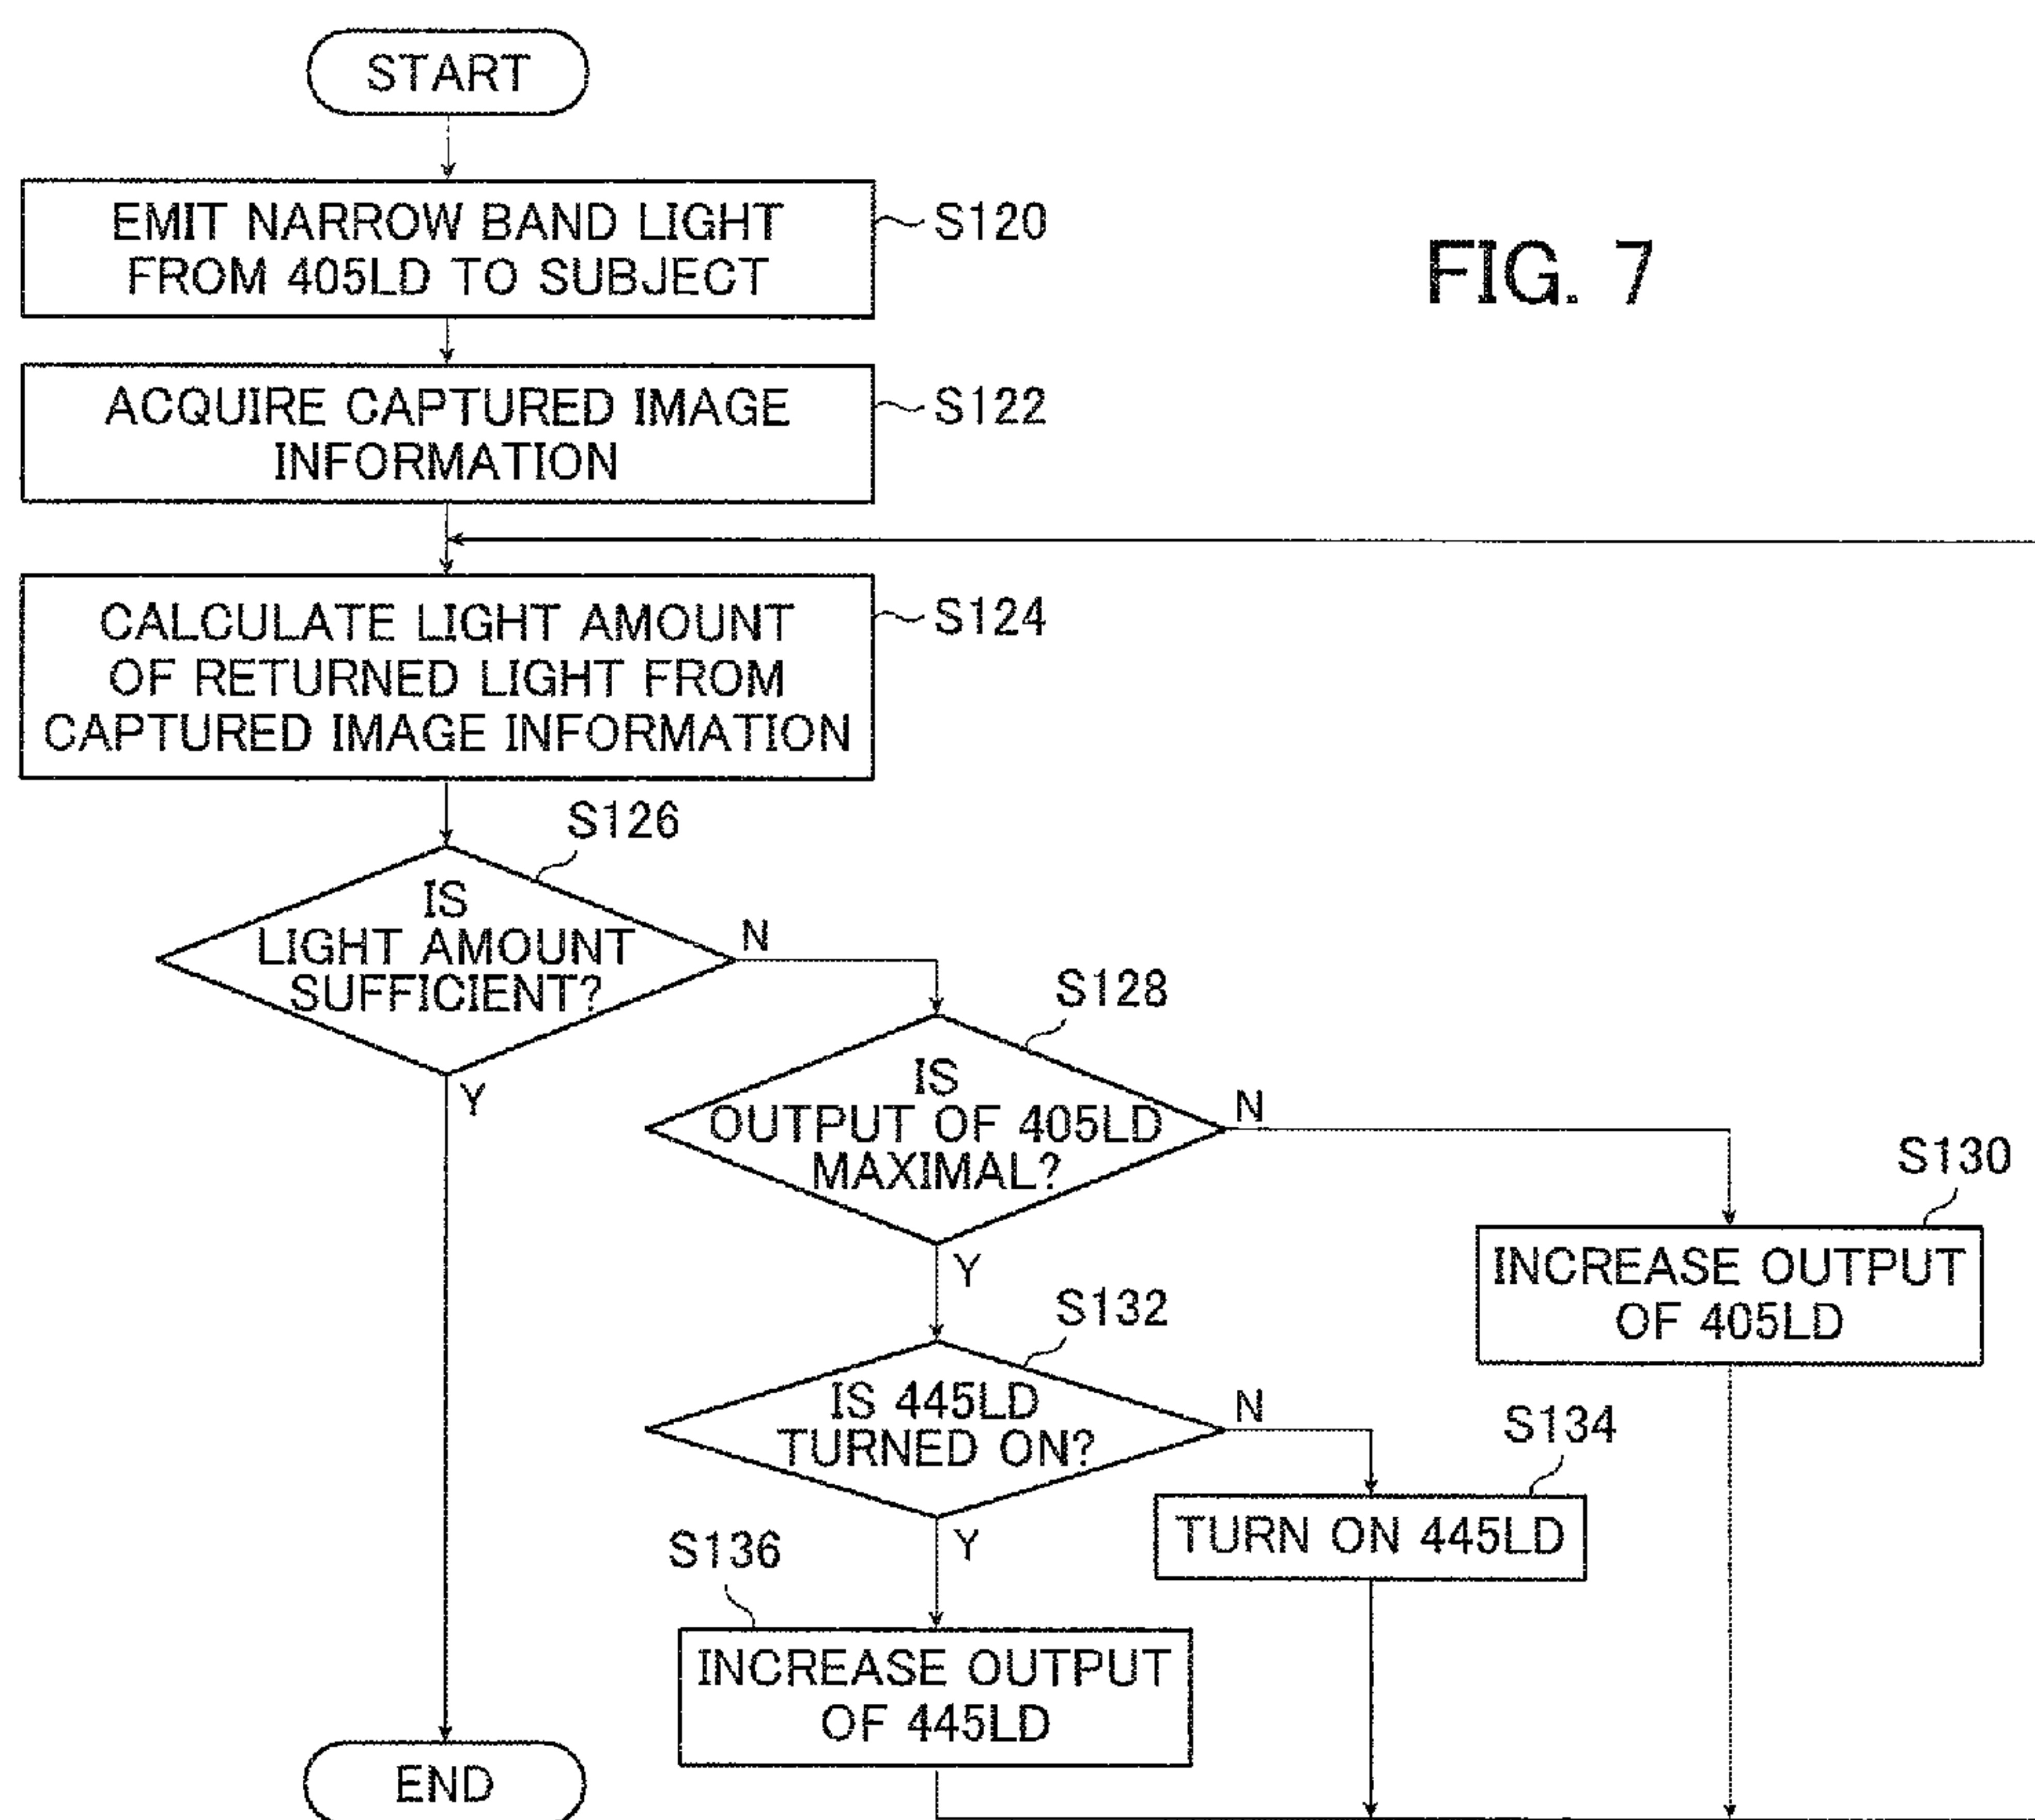 START
EMIT NARROW BAND LIGHT
FROM 405LD TO SUBJECT
S120
FIG. 7
ACQUIRE CAPTURED IMAGE
INFORMATION
S122
CALCULATE LIGHT AMOUNT
OF RETURNED LIGHT FROM
CAPTURED IMAGE INFORMATION
S124
S126
IS
LIGHT AMOUNT
SUFFICIENT?
N
Y
S128
IS
OUTPUT OF 405LD
MAXIMAL?
N
Y
S130
INCREASE OUTPUT
OF 405LD
S132
IS 445LD
TURNED ON?
N
Y
S134
TURN ON 445LD
S136
INCREASE OUTPUT
OF 445LD
END